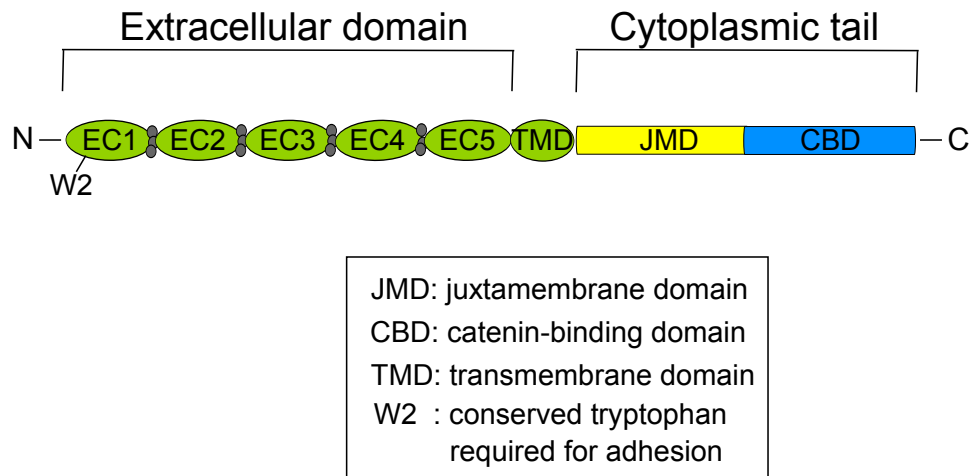 Extracellular domain Cytoplasmic tail
N EC1 EC2 EC3 EC4 EC5 TMD JMD CBD C
W2
JMD: juxtamembrane domain
CBD: catenin-binding domain
TMD: transmembrane domain
W2 : conserved tryptophan
required for adhesion